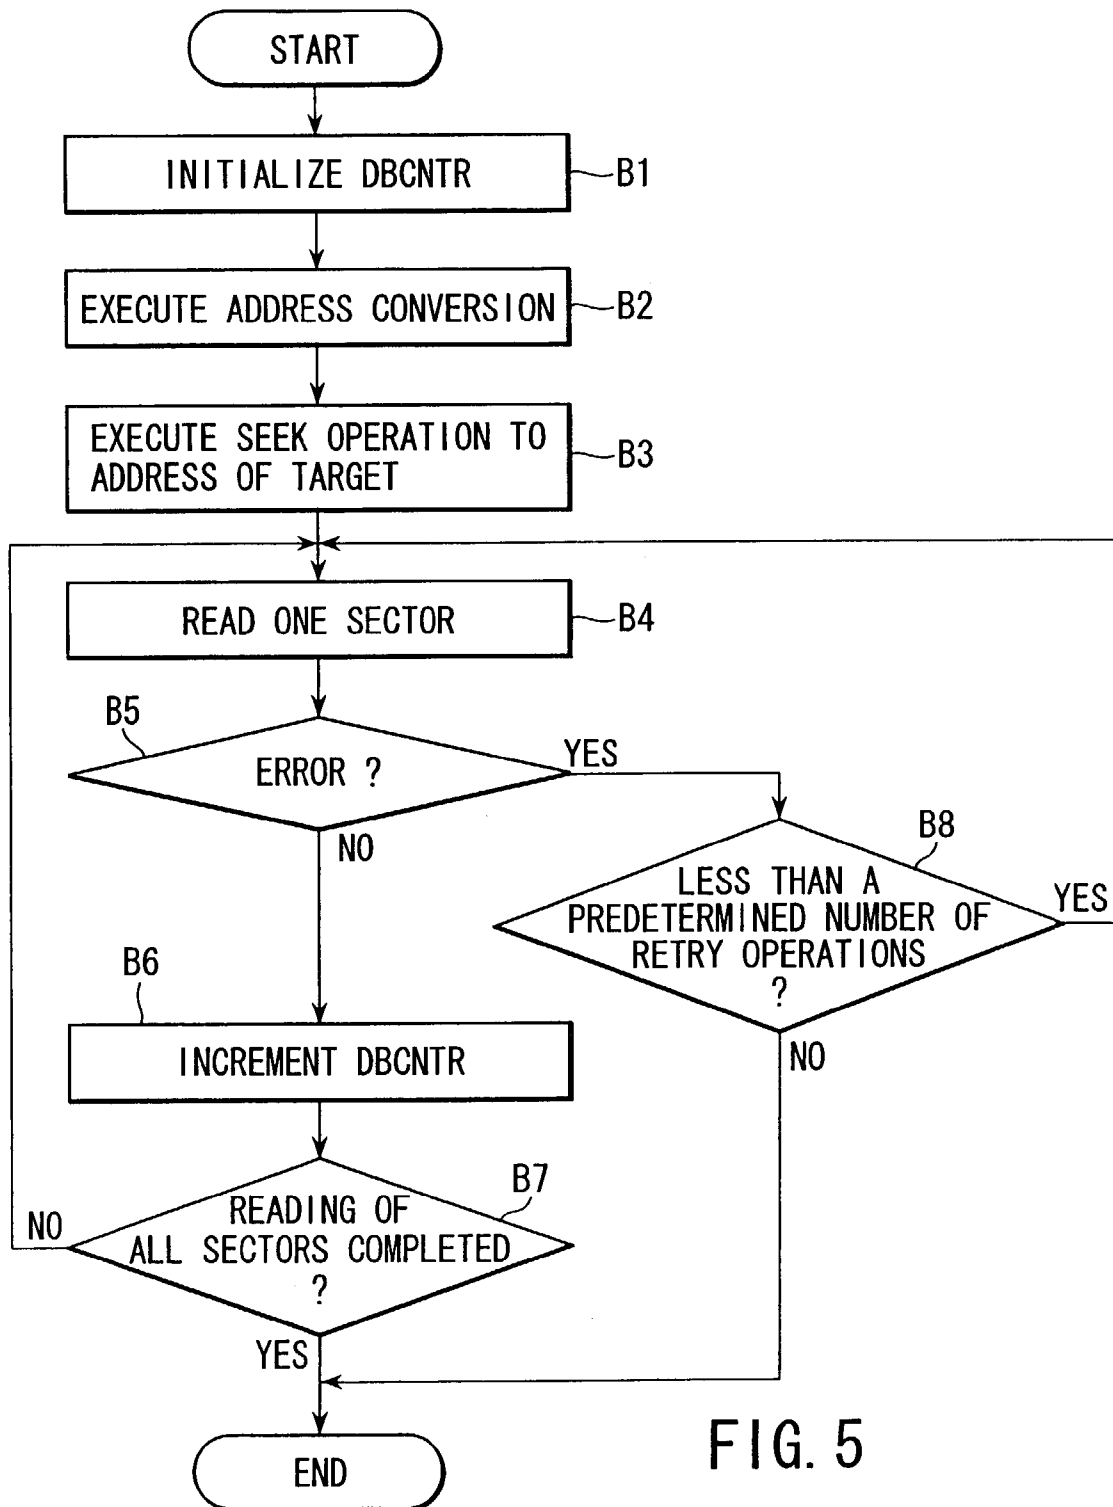 START
INITIALIZE DBCNTR
B1
EXECUTE ADDRESS CONVERSION
B2
EXECUTE SEEK OPERATION TO
ADDRESS OF TARGET
B3
READ ONE SECTOR
B4
B5
ERROR ?
YES
NO
B8
LESS THAN A
PREDETERMINED NUMBER OF
RETRY OPERATIONS
?
YES
NO
B6
INCREMENT DBCNTR
B7
READING OF
ALL SECTORS COMPLETED
?
NO
YES
END
FIG. 5